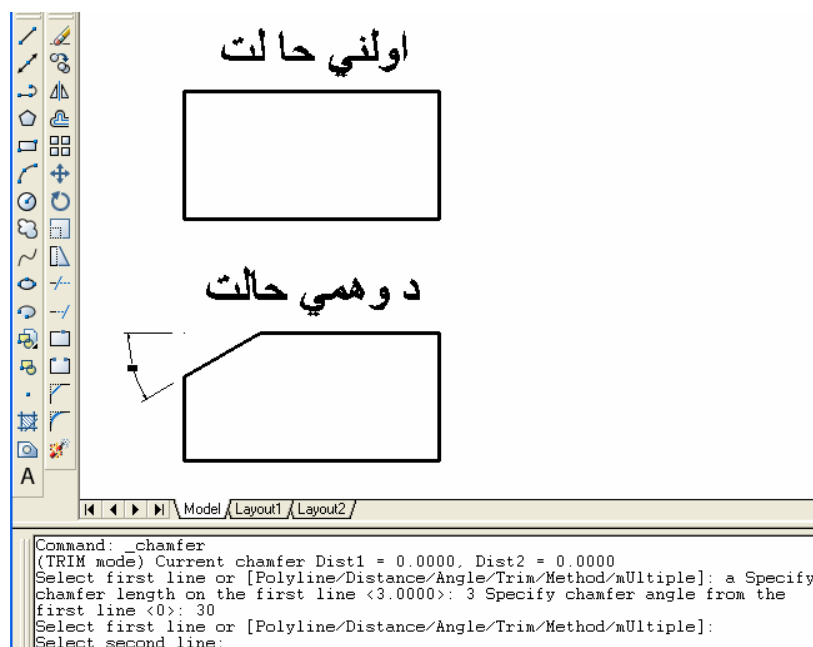 اولني حا لت
د وهمي حالت
A
Model Layout1 Layout2
Command: _chamfer
(TRIM mode) Current chamfer Dist1 = 0.0000, Dist2 = 0.0000
Select first line or [Polyline/Distance/Angle/Trim/Method/mUltiple]: a Specify
chamfer length on the first line <3.0000>: 3 Specify chamfer angle from the
first line <0>: 30
Select first line or [Polyline/Distance/Angle/Trim/Method/mUltiple]:
Select second line: